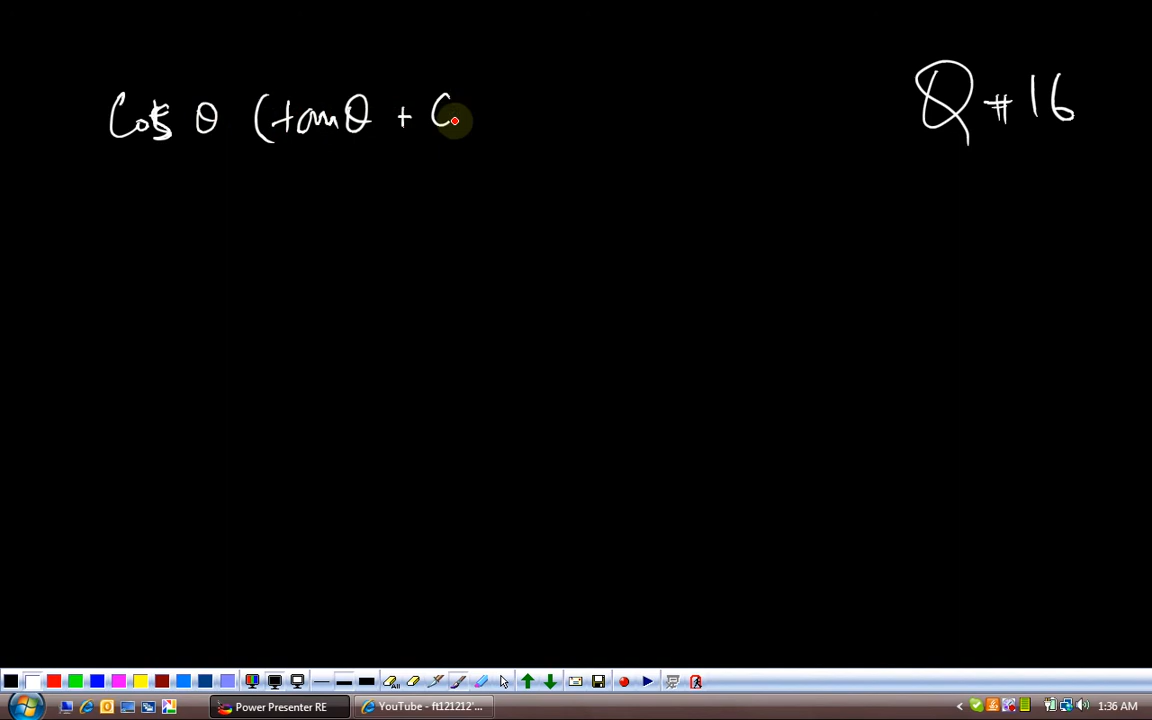 Cos θ (tanθ + C
Q # 16
Power Presenter RE
YouTube - ft121212'...
1:36 AM